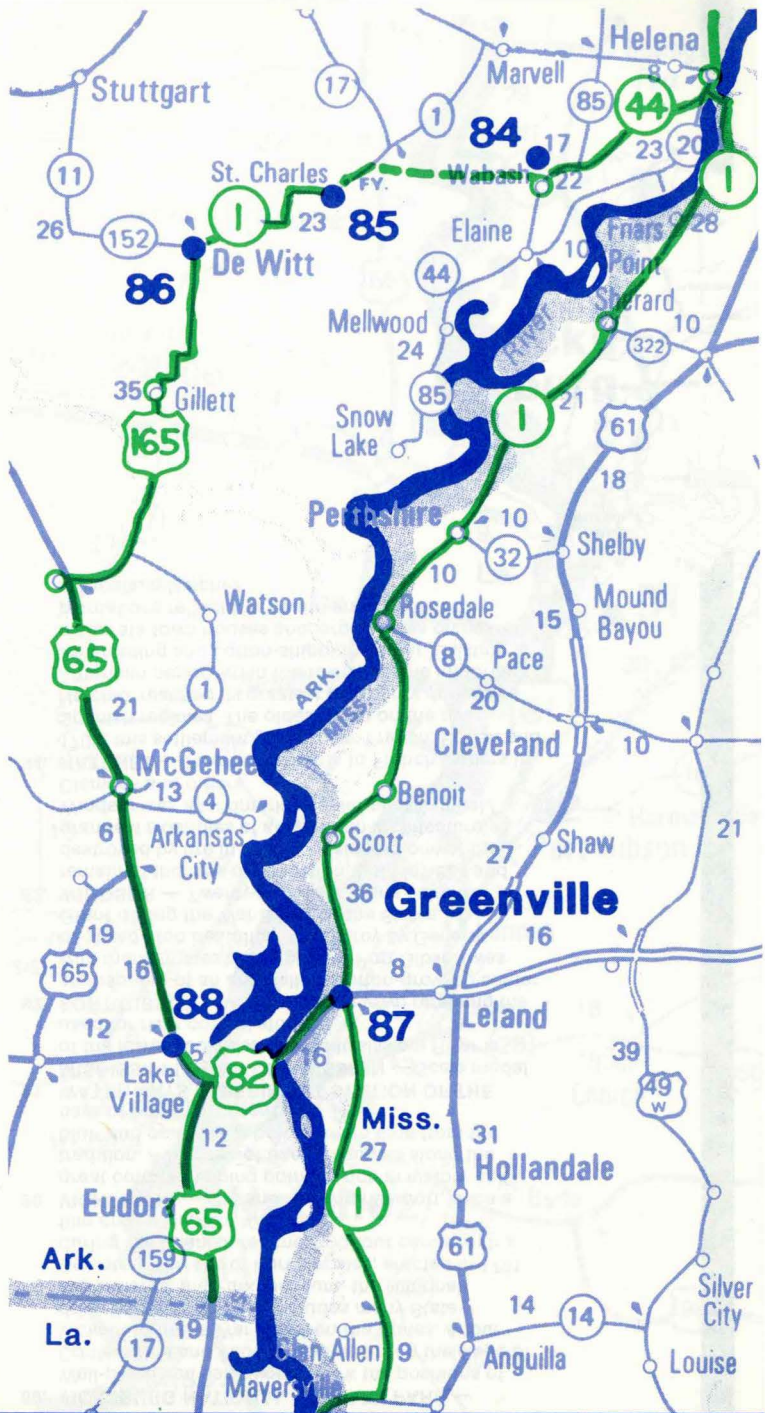 Helena
8
Marvell
Stuttgart
17
85
44
1
84
17
11
St. Charles
FY.
Wabash
22
23
20
1
1
23
85
28
26
152
De Witt
Elaine
10
Friars
Point
86
44
Sherard
10
Mellwood
River
322
24
35
Gillett
85
21
1
61
Snow
Lake
165
18
Perthshire
10
32
Shelby
10
Watson
Rosedale
15
Mound
Bayou
65
8
Pace
1
20
21
ARK.
MISS.
Cleveland
10
McGehee
13
4
Benoit
6
Arkansas
City
Scott
27
Shaw
21
36
Greenville
19
16
16
165
88
8
87
Leland
12
5
82
16
39
Lake
Village
49
W
Miss.
12
27
31
Hollandale
Eudora
65
1
61
Ark.
159
Silver
City
La.
19
14
14
17
Glen Allen
9
Anguilla
Louise
Mayersville